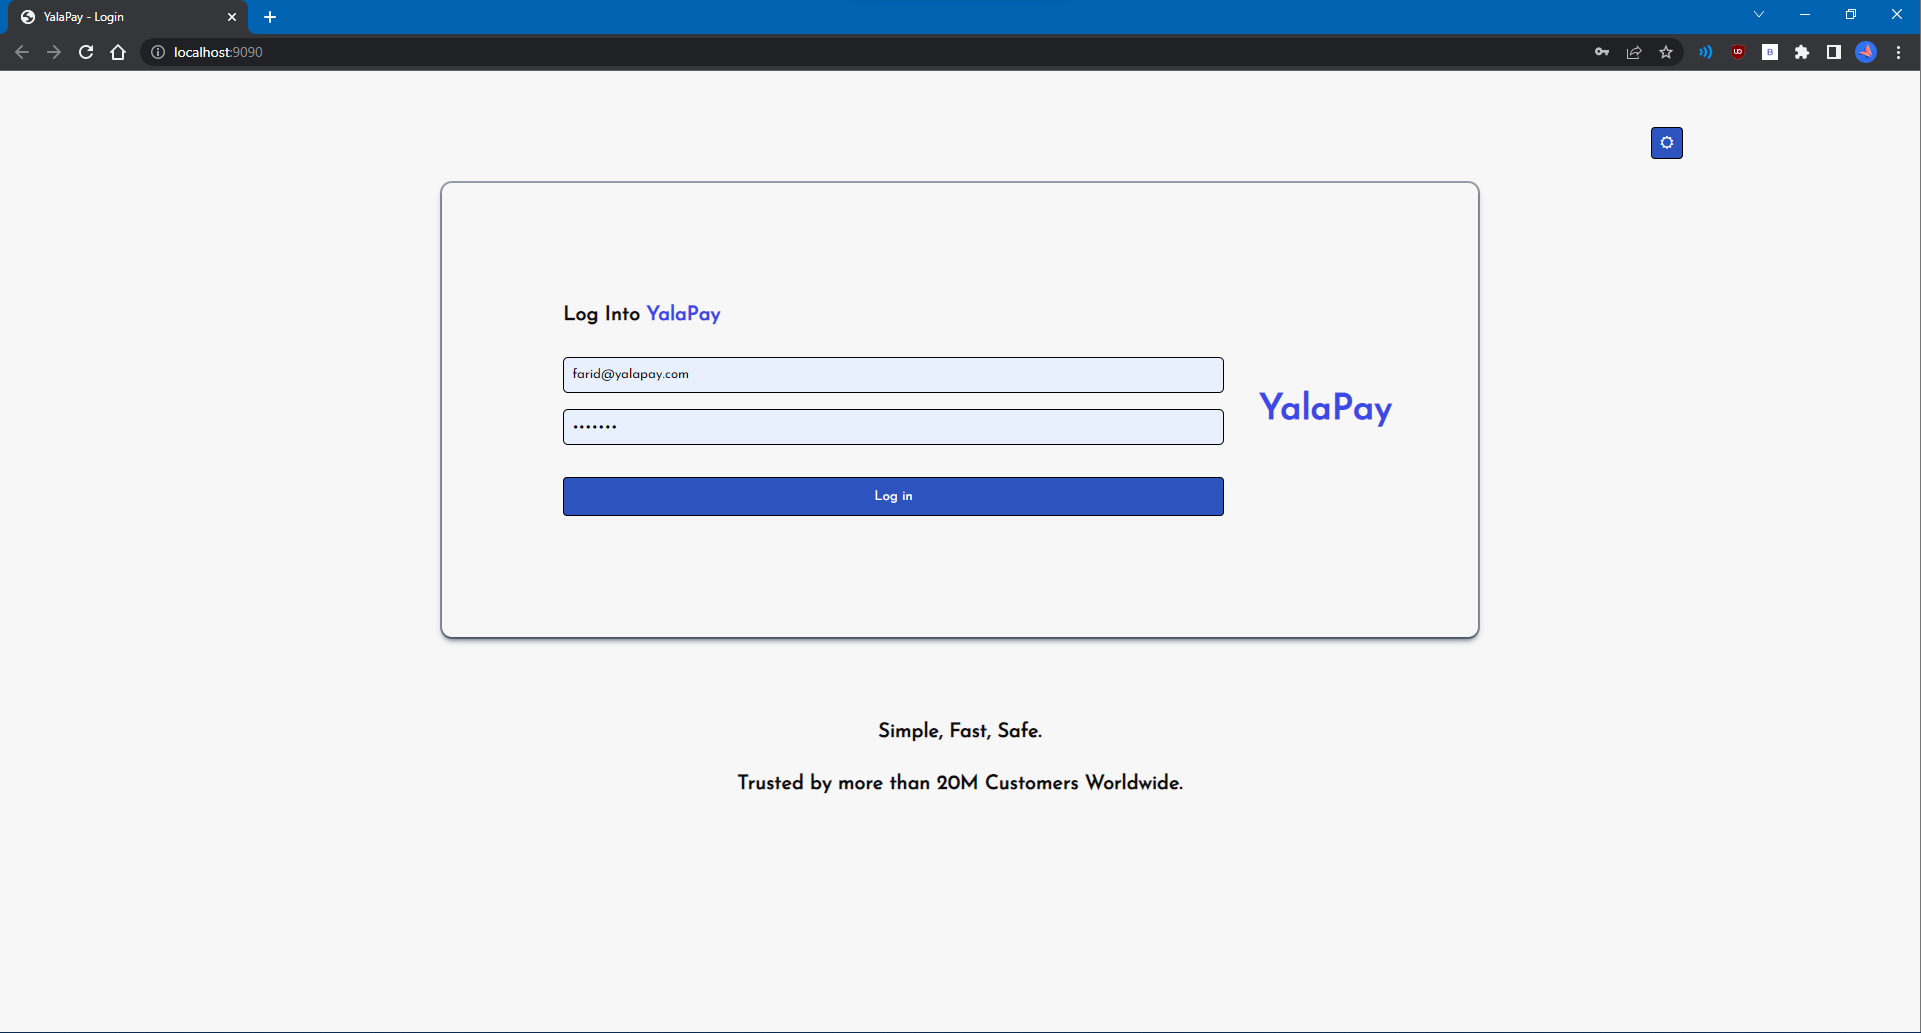 YalaPay - Login
localhost:9090
Log Into YalaPay
farid@yalapay.com
•••••••
YalaPay
Log in
Simple, Fast, Safe.
Trusted by more than 20M Customers Worldwide.